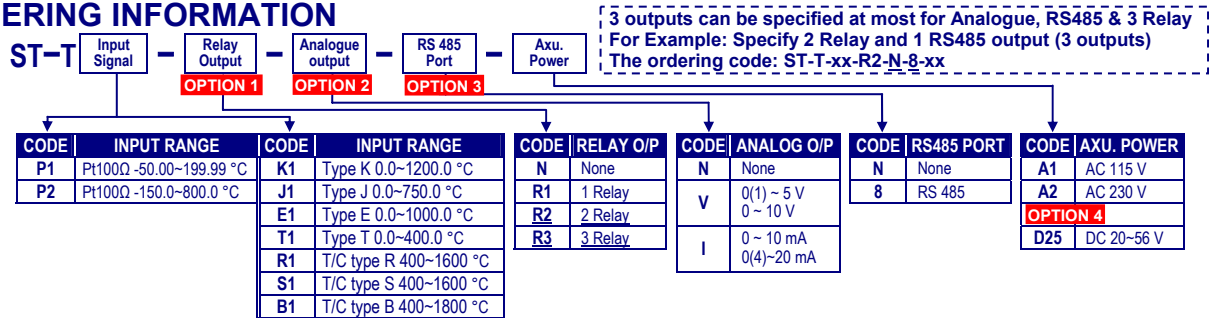 ERING INFORMATION
3 outputs can be specified at most for Analogue, RS485 & 3 Relay
For Example: Specify 2 Relay and 1 RS485 output (3 outputs)
The ordering code: ST-T-xx-R2-N-8-xx
ST-T Input Signal - Relay Output - Analogue output - RS 485 Port - Axu. Power
OPTION 1 OPTION 2 OPTION 3
CODE INPUT RANGE
P1 Pt100Ω -50.00~199.99 °C
P2 Pt100Ω -150.0~800.0 °C
CODE INPUT RANGE
K1 Type K 0.0~1200.0 °C
J1 Type J 0.0~750.0 °C
E1 Type E 0.0~1000.0 °C
T1 Type T 0.0~400.0 °C
R1 T/C type R 400~1600 °C
S1 T/C type S 400~1600 °C
B1 T/C type B 400~1800 °C
CODE RELAY O/P
N None
R1 1 Relay
R2 2 Relay
R3 3 Relay
CODE ANALOG O/P
N None
V 0(1) ~ 5 V
0 ~ 10 V
I 0 ~ 10 mA
0(4)~20 mA
CODE RS485 PORT
N None
8 RS 485
CODE AXU. POWER
A1 AC 115 V
A2 AC 230 V
OPTION 4
D25 DC 20~56 V